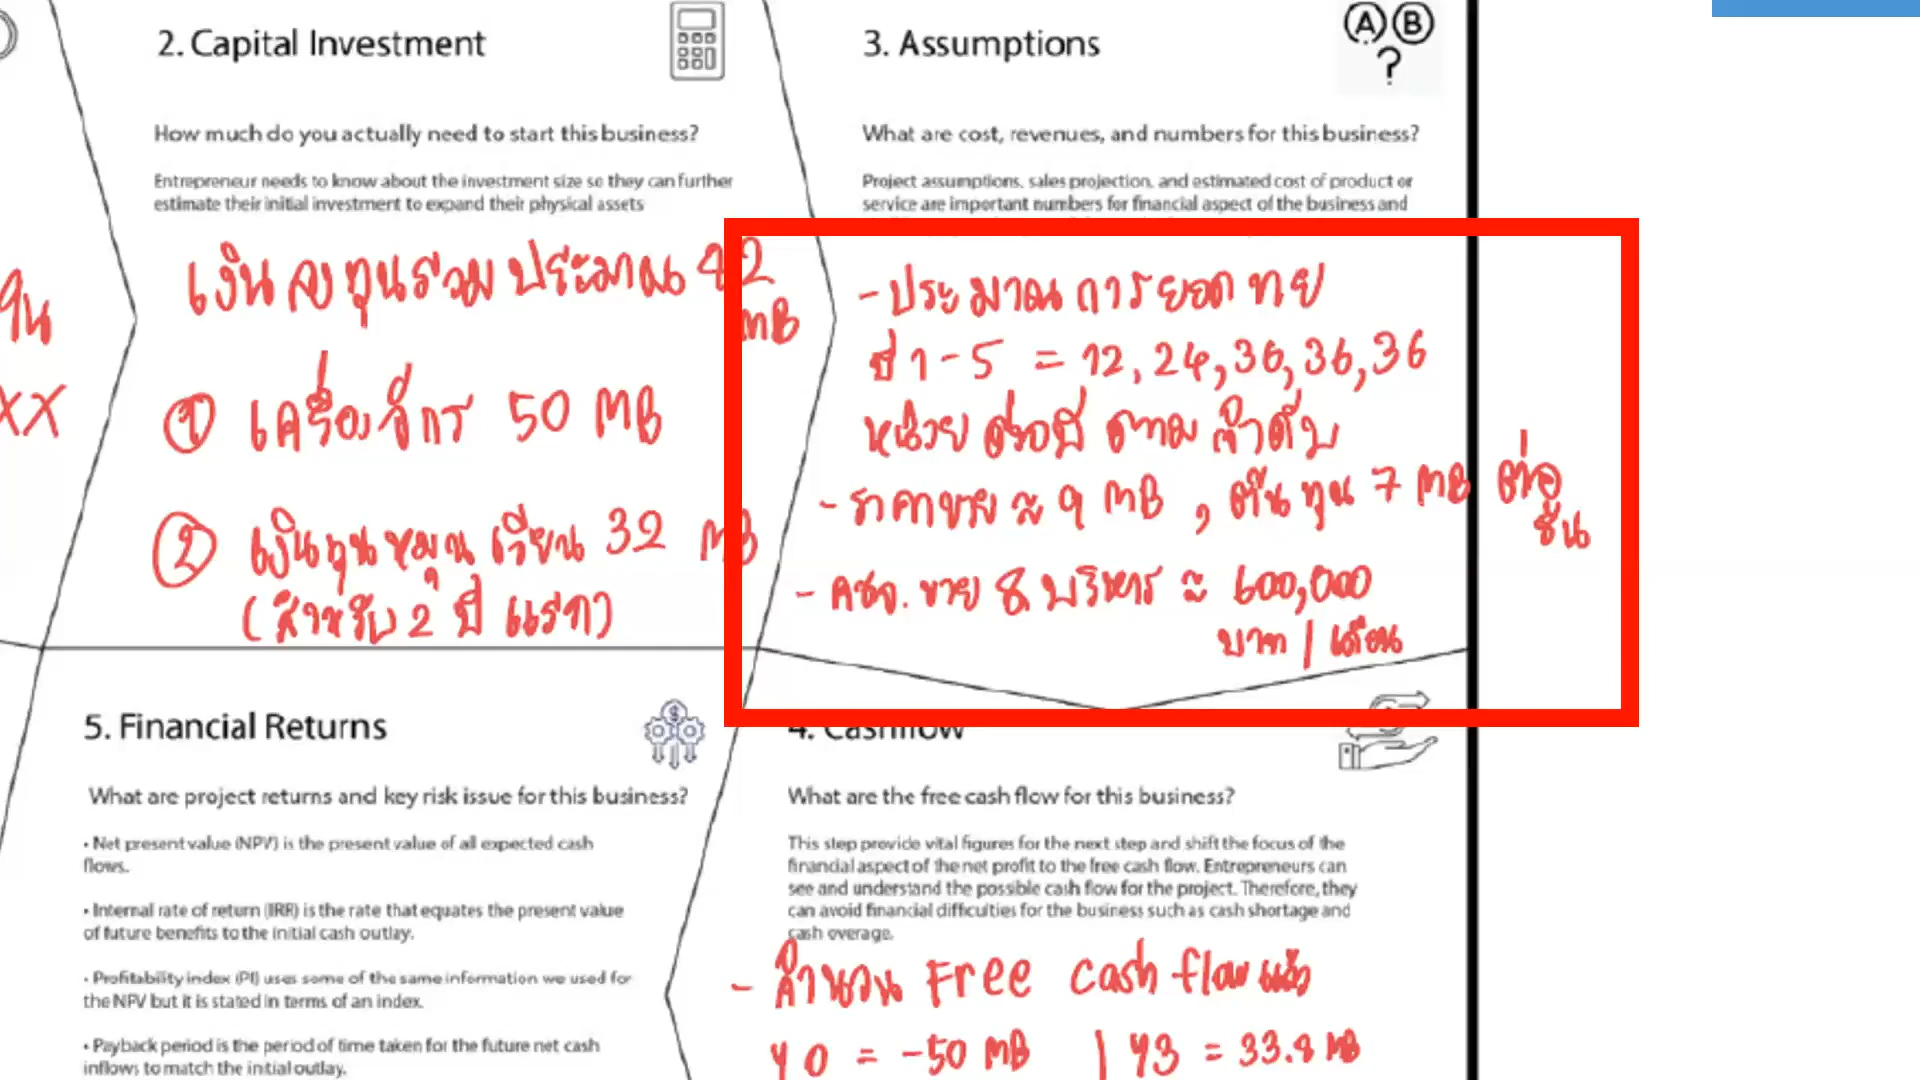 2. Capital Investment
How much do you actually need to start this business?
Entrepreneur needs to know about the investment size so they can further
estimate their initial investment to expand their physical assets
เงินลงทุนรวมประมาณ 82
MB
① เครื่องจักร 50 MB
② เงินทุนหมุนเวียน 32 MB
(สำหรับ 2 ปีแรก)
3. Assumptions
A B
?
What are cost, revenues, and numbers for this business?
Project assumptions, sales projection, and estimated cost of product or
service are important numbers for financial aspect of the business and
- ประมาณการยอดขาย
ปี 1 - 5 = 12, 24, 36, 36, 36
หน่วยต่อปี ตามลำดับ
- ราคาขาย ≈ 9 MB , ต้นทุน 7 MB ต่อ
ชิ้น
- คชจ. ขาย & บริหาร ≈ 600,000
บาท / เดือน
5. Financial Returns
What are project returns and key risk issue for this business?
• Net present value (NPV) is the present value of all expected cash
flows.
• Internal rate of return (IRR) is the rate that equates the present value
of future benefits to the initial cash outlay.
• Profitability index (PI) uses some of the same information we used for
the NPV but it is stated in terms of an index.
• Payback period is the period of time taken for the future net cash
inflows to match the initial outlay.
4. Cashflow
What are the free cash flow for this business?
This step provide vital figures for the next step and shift the focus of the
financial aspect of the net profit to the free cash flow. Entrepreneurs can
see and understand the possible cash flow for the project. Therefore, they
can avoid financial difficulties for the business such as cash shortage and
cash overage.
- คำนวน Free Cash flow แล้ว
Y0 = -50 MB | Y3 = 33.8 MB